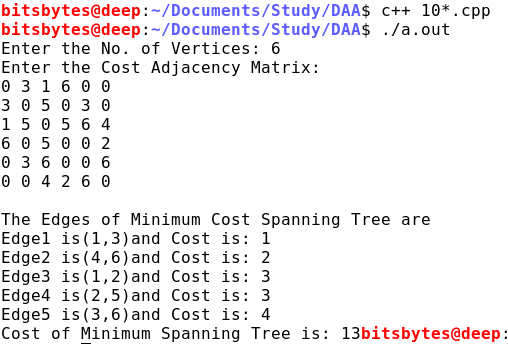 bitsbytes@deep:~/Documents/Study/DAA$ c++ 10*.cpp
bitsbytes@deep:~/Documents/Study/DAA$ ./a.out
Enter the No. of Vertices: 6
Enter the Cost Adjacency Matrix:
0 3 1 6 0 0
3 0 5 0 3 0
1 5 0 5 6 4
6 0 5 0 0 2
0 3 6 0 0 6
0 0 4 2 6 0

The Edges of Minimum Cost Spanning Tree are
Edge1 is(1,3)and Cost is: 1
Edge2 is(4,6)and Cost is: 2
Edge3 is(1,2)and Cost is: 3
Edge4 is(2,5)and Cost is: 3
Edge5 is(3,6)and Cost is: 4
Cost of Minimum Spanning Tree is: 13bitsbytes@deep: